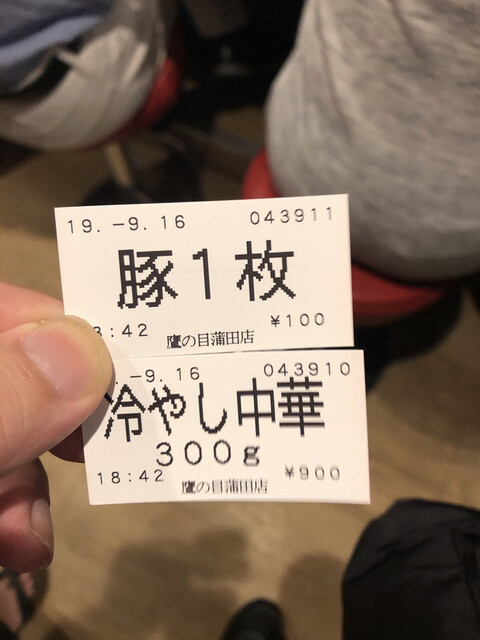 19.-9.16 043911
豚1枚
8:42 ¥100
鷹の目蒲田店
.-9.16 043910
冷やし中華
300g
18:42 ¥900
鷹の目蒲田店